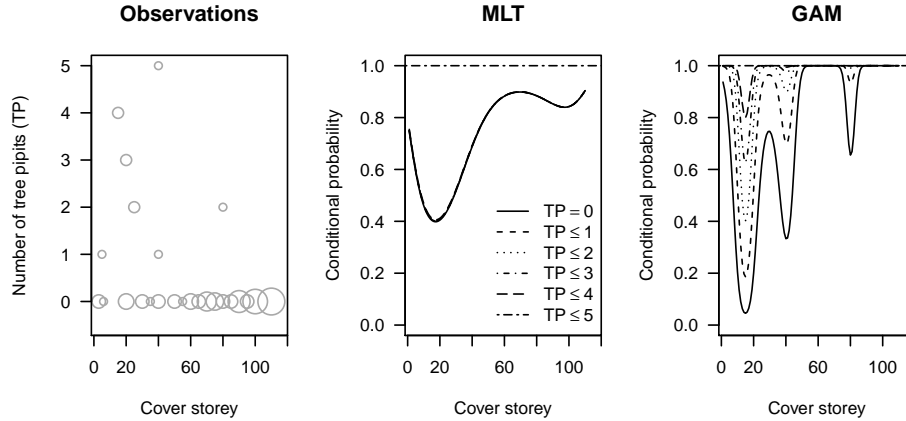 Observations
Number of tree pipits (TP)
5
4
3
2
1
0
0 20 60 100
Cover storey
MLT
Conditional probability
1.0
0.8
0.6
0.4
0.2
0.0
TP = 0
TP ≤ 1
TP ≤ 2
TP ≤ 3
TP ≤ 4
TP ≤ 5
0 20 60 100
Cover storey
GAM
Conditional probability
1.0
0.8
0.6
0.4
0.2
0.0
0 20 60 100
Cover storey